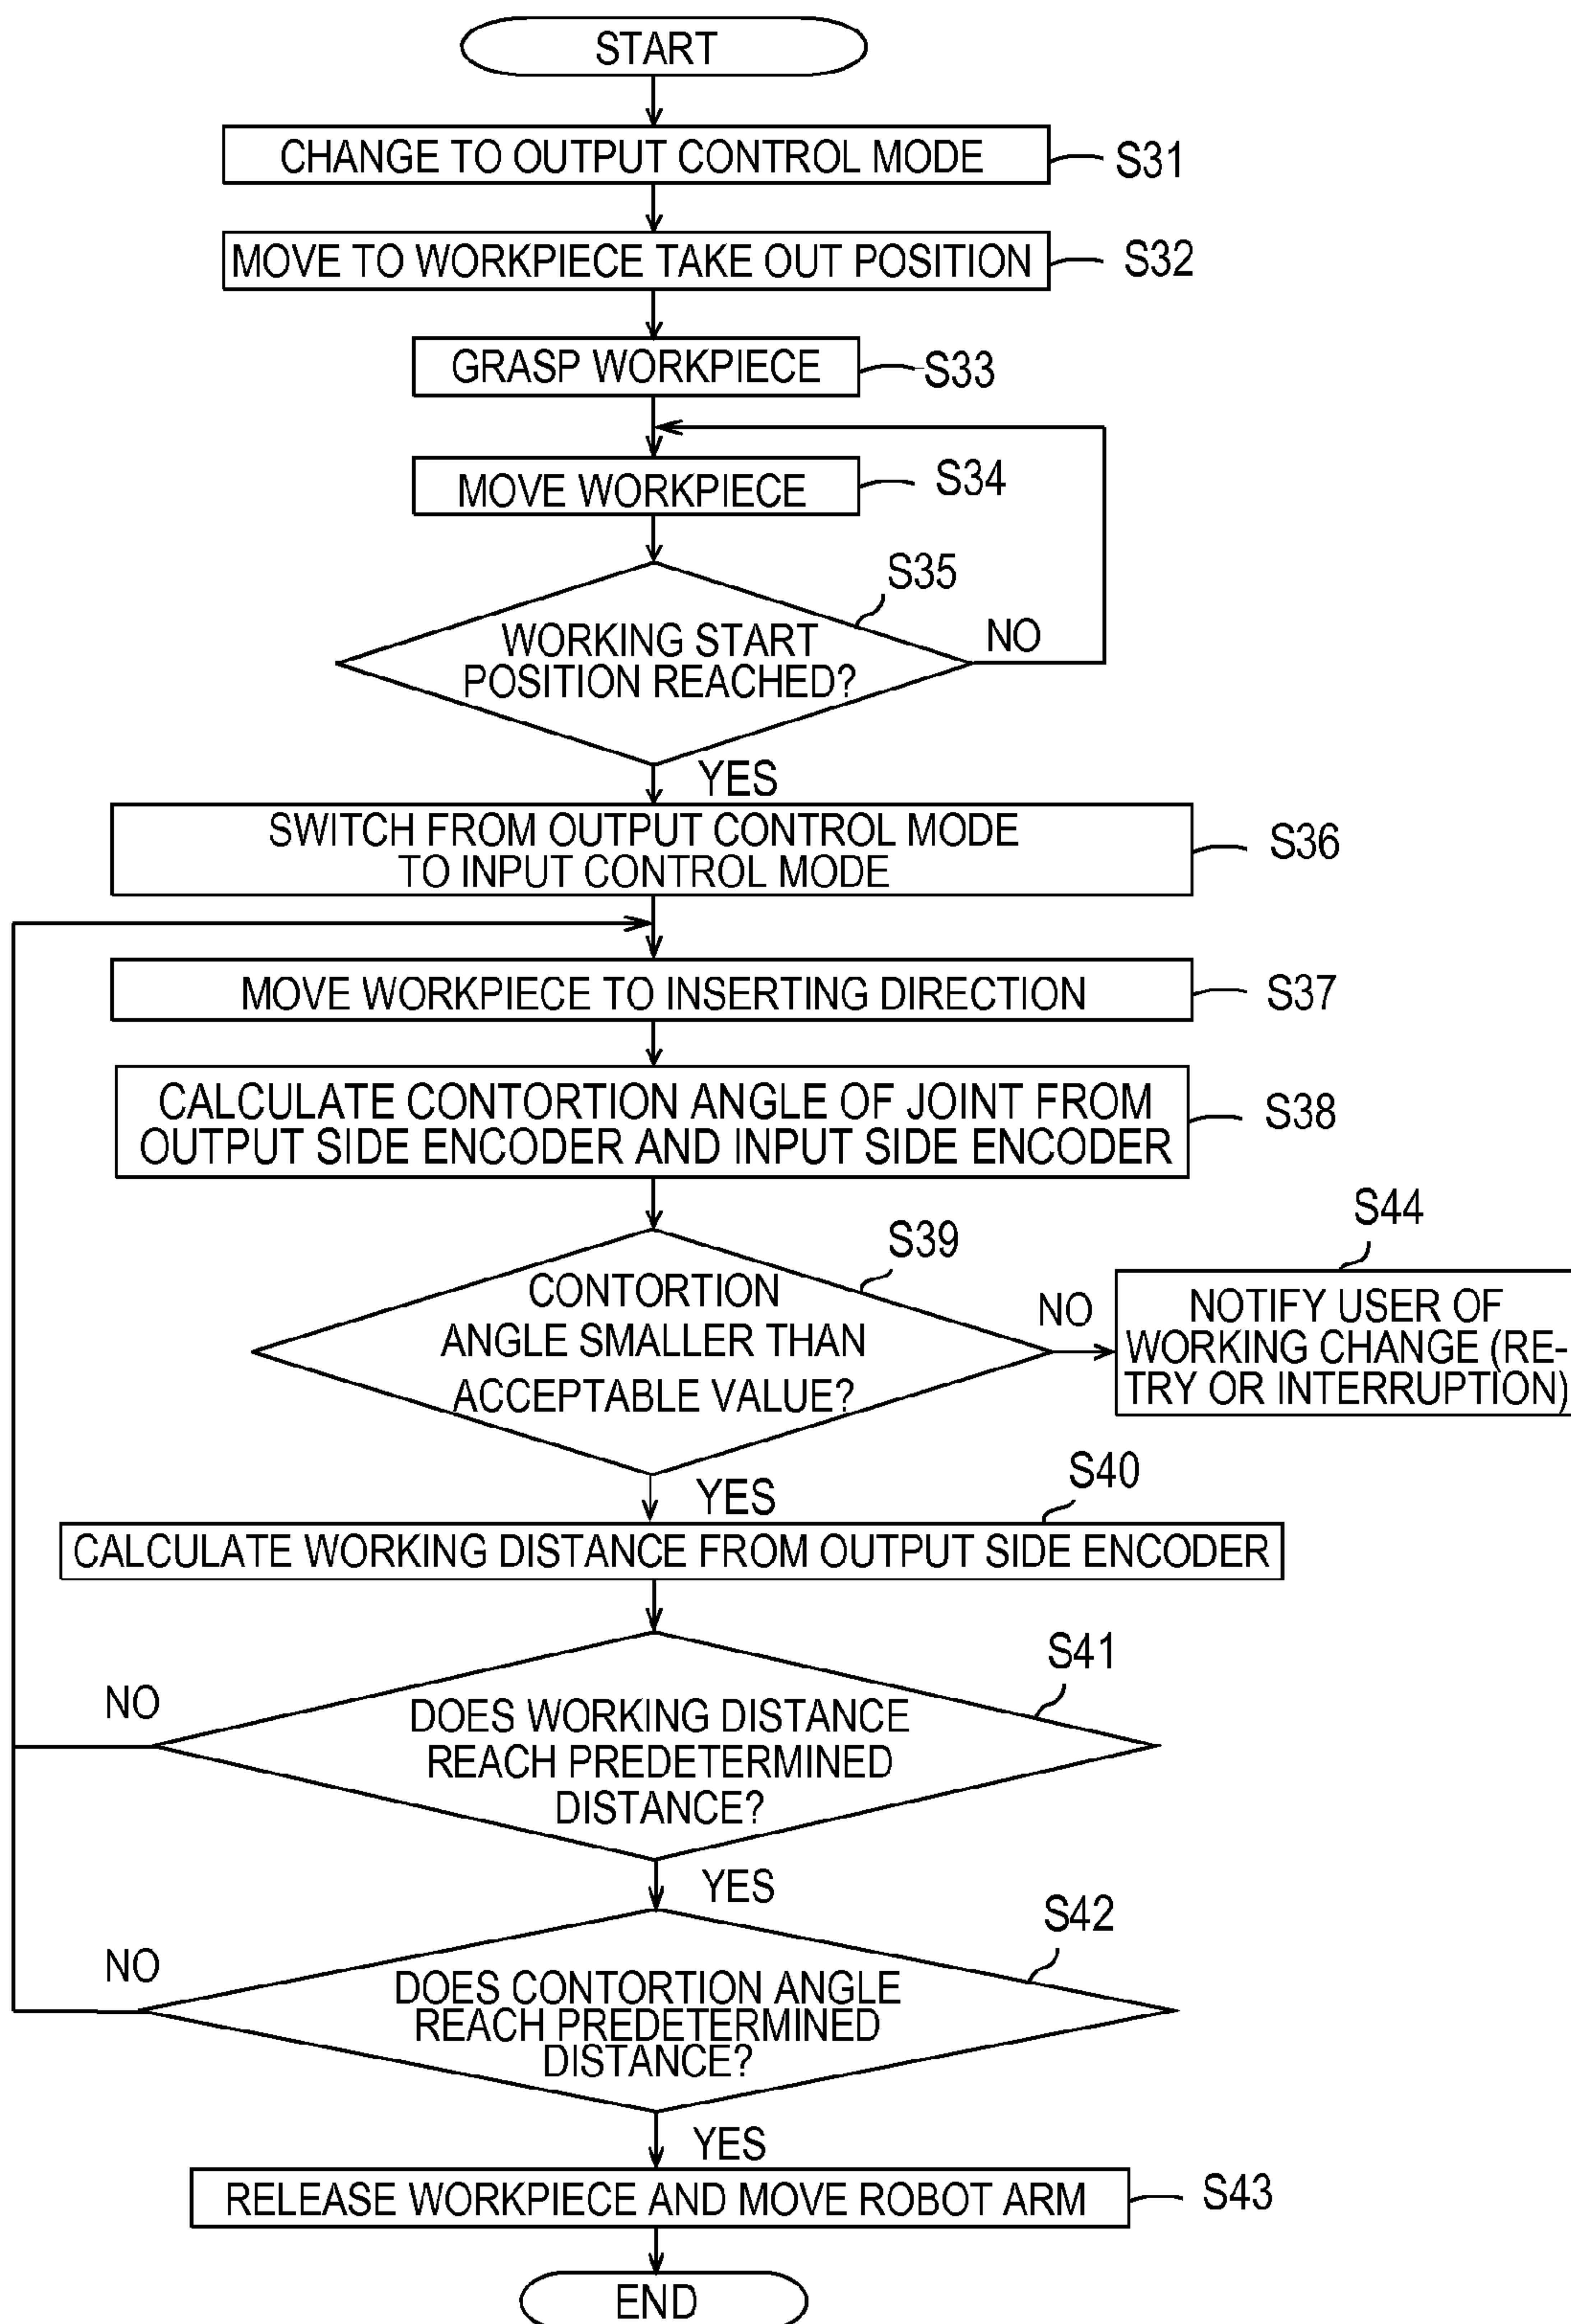 START
CHANGE TO OUTPUT CONTROL MODE
S31
MOVE TO WORKPIECE TAKE OUT POSITION
S32
GRASP WORKPIECE
S33
MOVE WORKPIECE
S34
S35
WORKING START
POSITION REACHED?
NO
YES
SWITCH FROM OUTPUT CONTROL MODE
TO INPUT CONTROL MODE
S36
MOVE WORKPIECE TO INSERTING DIRECTION
S37
CALCULATE CONTORTION ANGLE OF JOINT FROM
OUTPUT SIDE ENCODER AND INPUT SIDE ENCODER
S38
S39
CONTORTION
ANGLE SMALLER THAN
ACCEPTABLE VALUE?
NO
S44
NOTIFY USER OF
WORKING CHANGE (RE-
TRY OR INTERRUPTION)
YES
S40
CALCULATE WORKING DISTANCE FROM OUTPUT SIDE ENCODER
S41
NO
DOES WORKING DISTANCE
REACH PREDETERMINED
DISTANCE?
YES
S42
NO
DOES CONTORTION ANGLE
REACH PREDETERMINED
DISTANCE?
YES
RELEASE WORKPIECE AND MOVE ROBOT ARM
S43
END